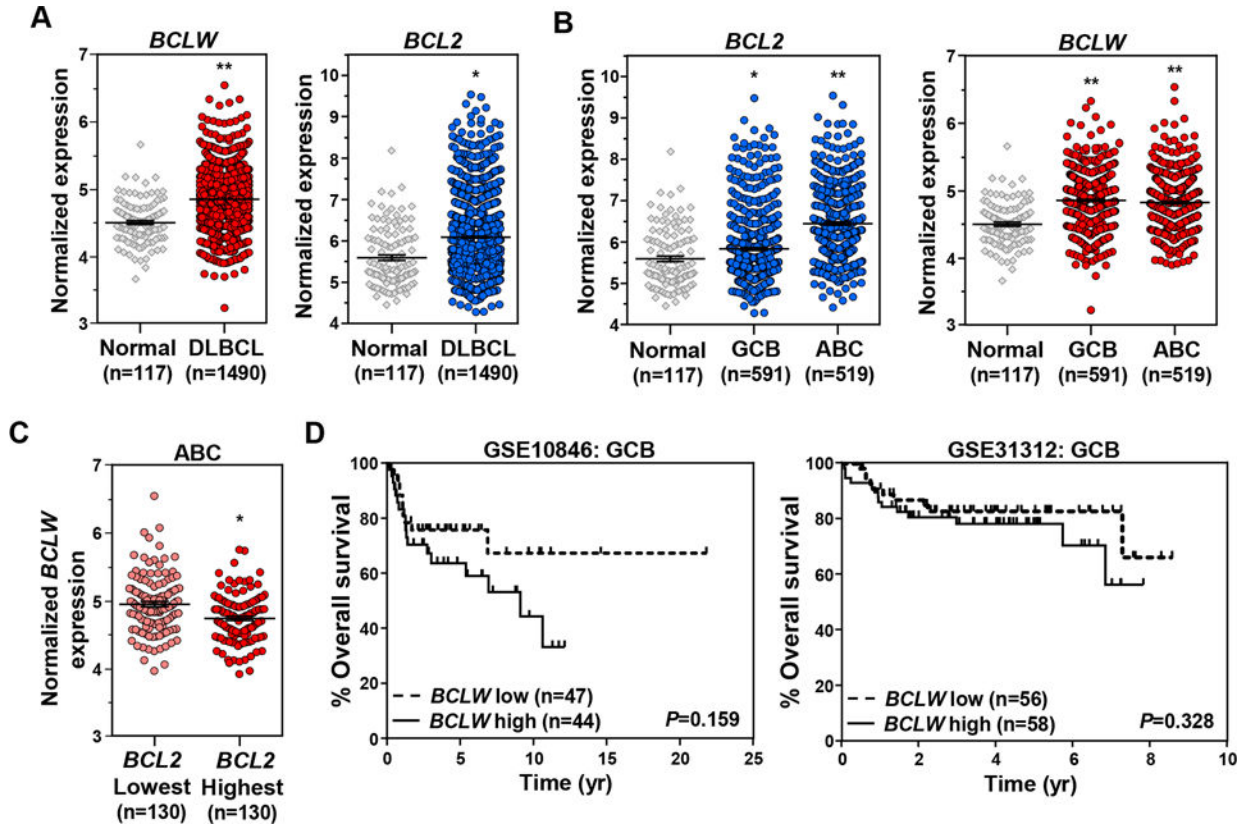 A
BCLW
**
Normalized expression
7
6
5
4
3
Normal
(n=117)
DLBCL
(n=1490)
BCL2
*
Normalized expression
10
9
8
7
6
5
4
Normal
(n=117)
DLBCL
(n=1490)
B
BCL2
*
**
Normalized expression
10
9
8
7
6
5
4
Normal
(n=117)
GCB
(n=591)
ABC
(n=519)
BCLW
**
**
Normalized expression
7
6
5
4
3
Normal
(n=117)
GCB
(n=591)
ABC
(n=519)
C
ABC
*
Normalized BCLW
expression
7
6
5
4
3
BCL2
Lowest
(n=130)
BCL2
Highest
(n=130)
D
GSE10846: GCB
% Overall survival
100
80
60
40
20
0
BCLW low (n=47)
BCLW high (n=44)
P=0.159
0 5 10 15 20 25
Time (yr)
GSE31312: GCB
% Overall survival
100
80
60
40
20
0
BCLW low (n=56)
BCLW high (n=58)
P=0.328
0 2 4 6 8 10
Time (yr)